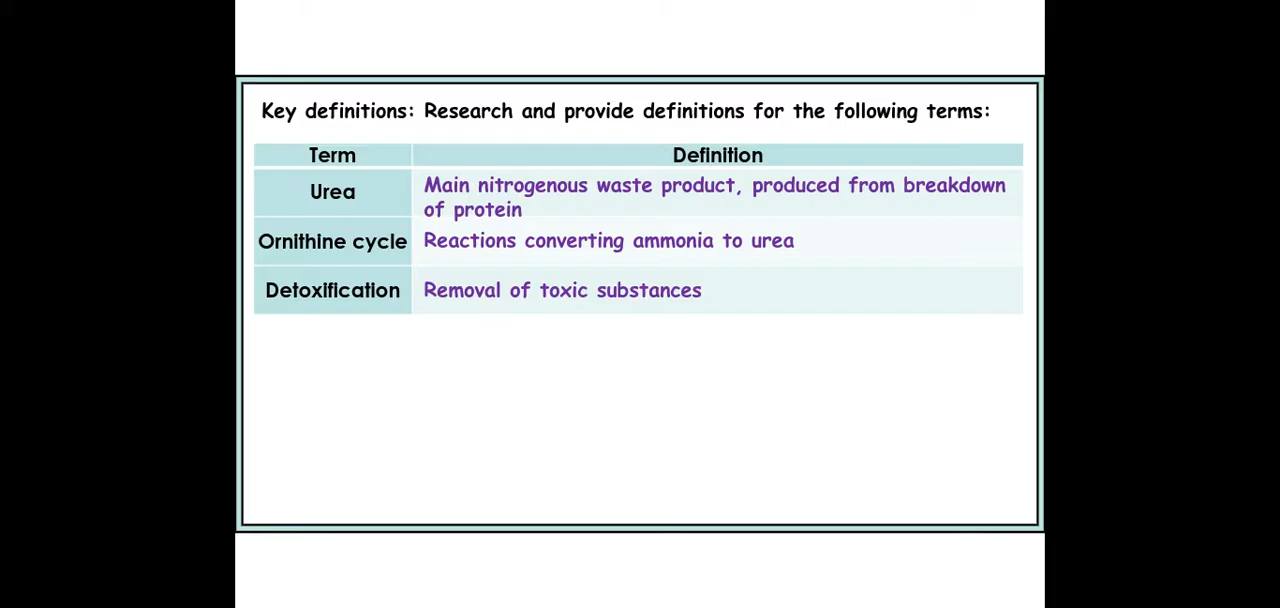 Key definitions: Research and provide definitions for the following terms:
Term Definition
Urea Main nitrogenous waste product, produced from breakdown
of protein
Ornithine cycle Reactions converting ammonia to urea
Detoxification Removal of toxic substances